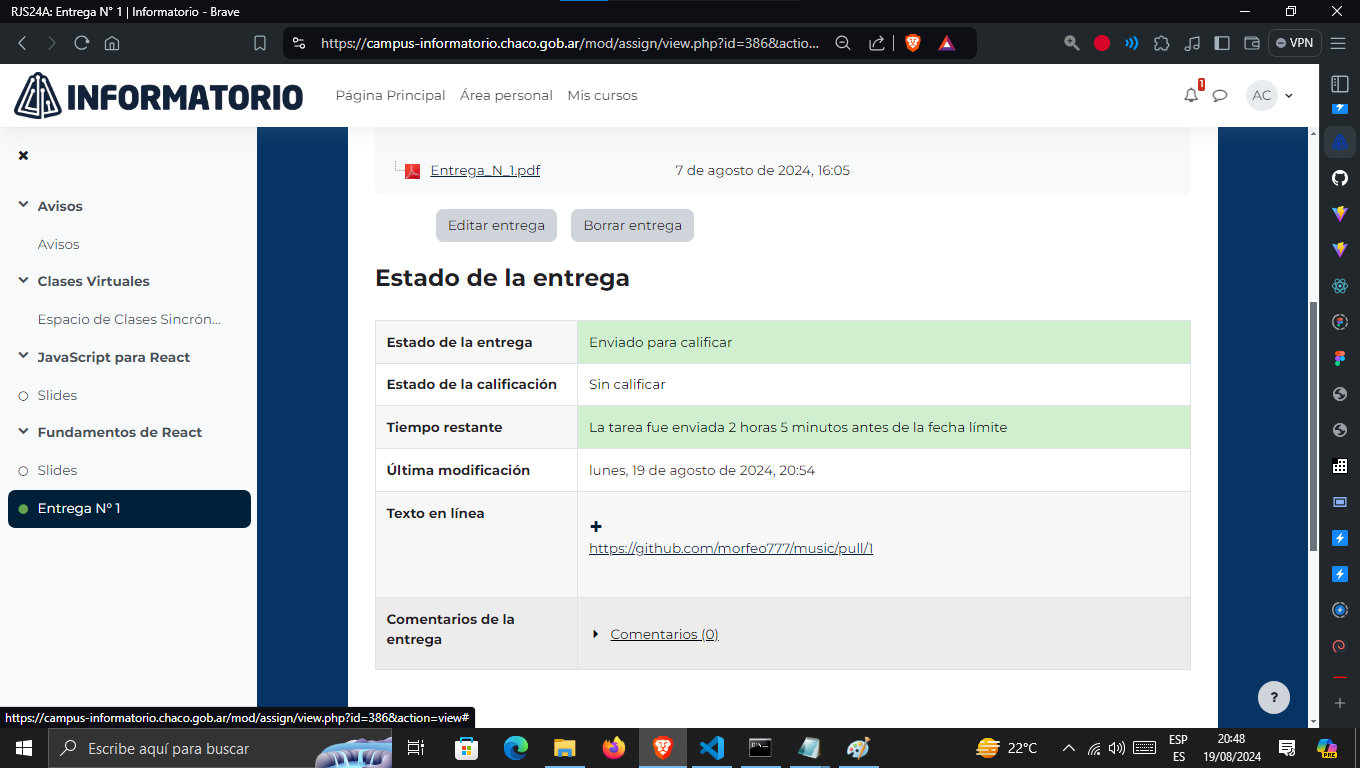 RJS24A: Entrega N° 1 | Informatorio - Brave
https://campus-informatorio.chaco.gob.ar/mod/assign/view.php?id=386&actio...
VPN
INFORMATORIO
Página Principal
Área personal
Mis cursos
1
AC
Avisos
Avisos
Clases Virtuales
Espacio de Clases Sincrón...
JavaScript para React
Slides
Fundamentos de React
Slides
Entrega N° 1
Entrega_N_1.pdf
7 de agosto de 2024, 16:05
Editar entrega
Borrar entrega
Estado de la entrega
Estado de la entrega
Enviado para calificar
Estado de la calificación
Sin calificar
Tiempo restante
La tarea fue enviada 2 horas 5 minutos antes de la fecha límite
Última modificación
lunes, 19 de agosto de 2024, 20:54
Texto en línea
https://github.com/morfeo777/music/pull/1
Comentarios de la
entrega
Comentarios (0)
?
https://campus-informatorio.chaco.gob.ar/mod/assign/view.php?id=386&action=view#
Escribe aquí para buscar
22°C
ESP
ES
20:48
19/08/2024
PRE